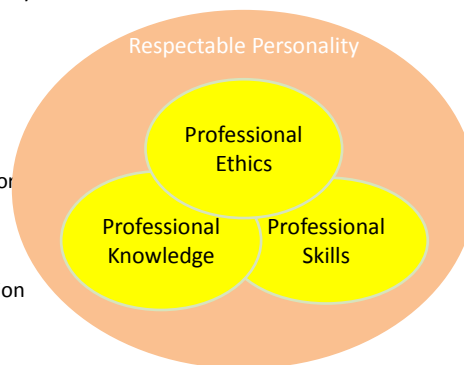 Respectable Personality
Professional
Ethics
Professional
Knowledge
Professional
Skills